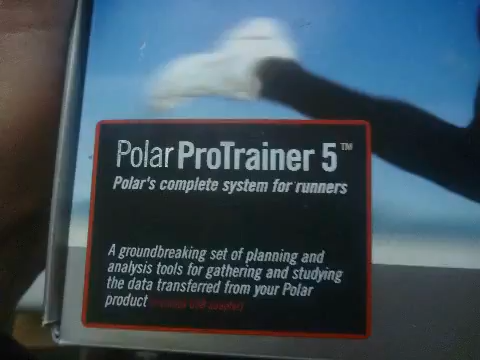 Polar ProTrainer 5™
Polar's complete system for runners
A groundbreaking set of planning and
analysis tools for gathering and studying
the data transferred from your Polar
product